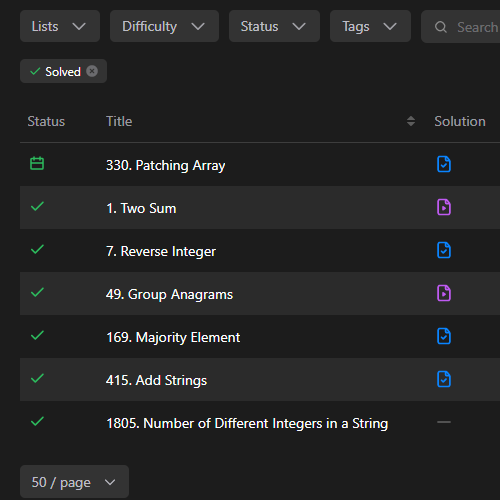 Lists Difficulty Status Tags Search
Solved
Status Title Solution
330. Patching Array
1. Two Sum
7. Reverse Integer
49. Group Anagrams
169. Majority Element
415. Add Strings
1805. Number of Different Integers in a String
50 / page